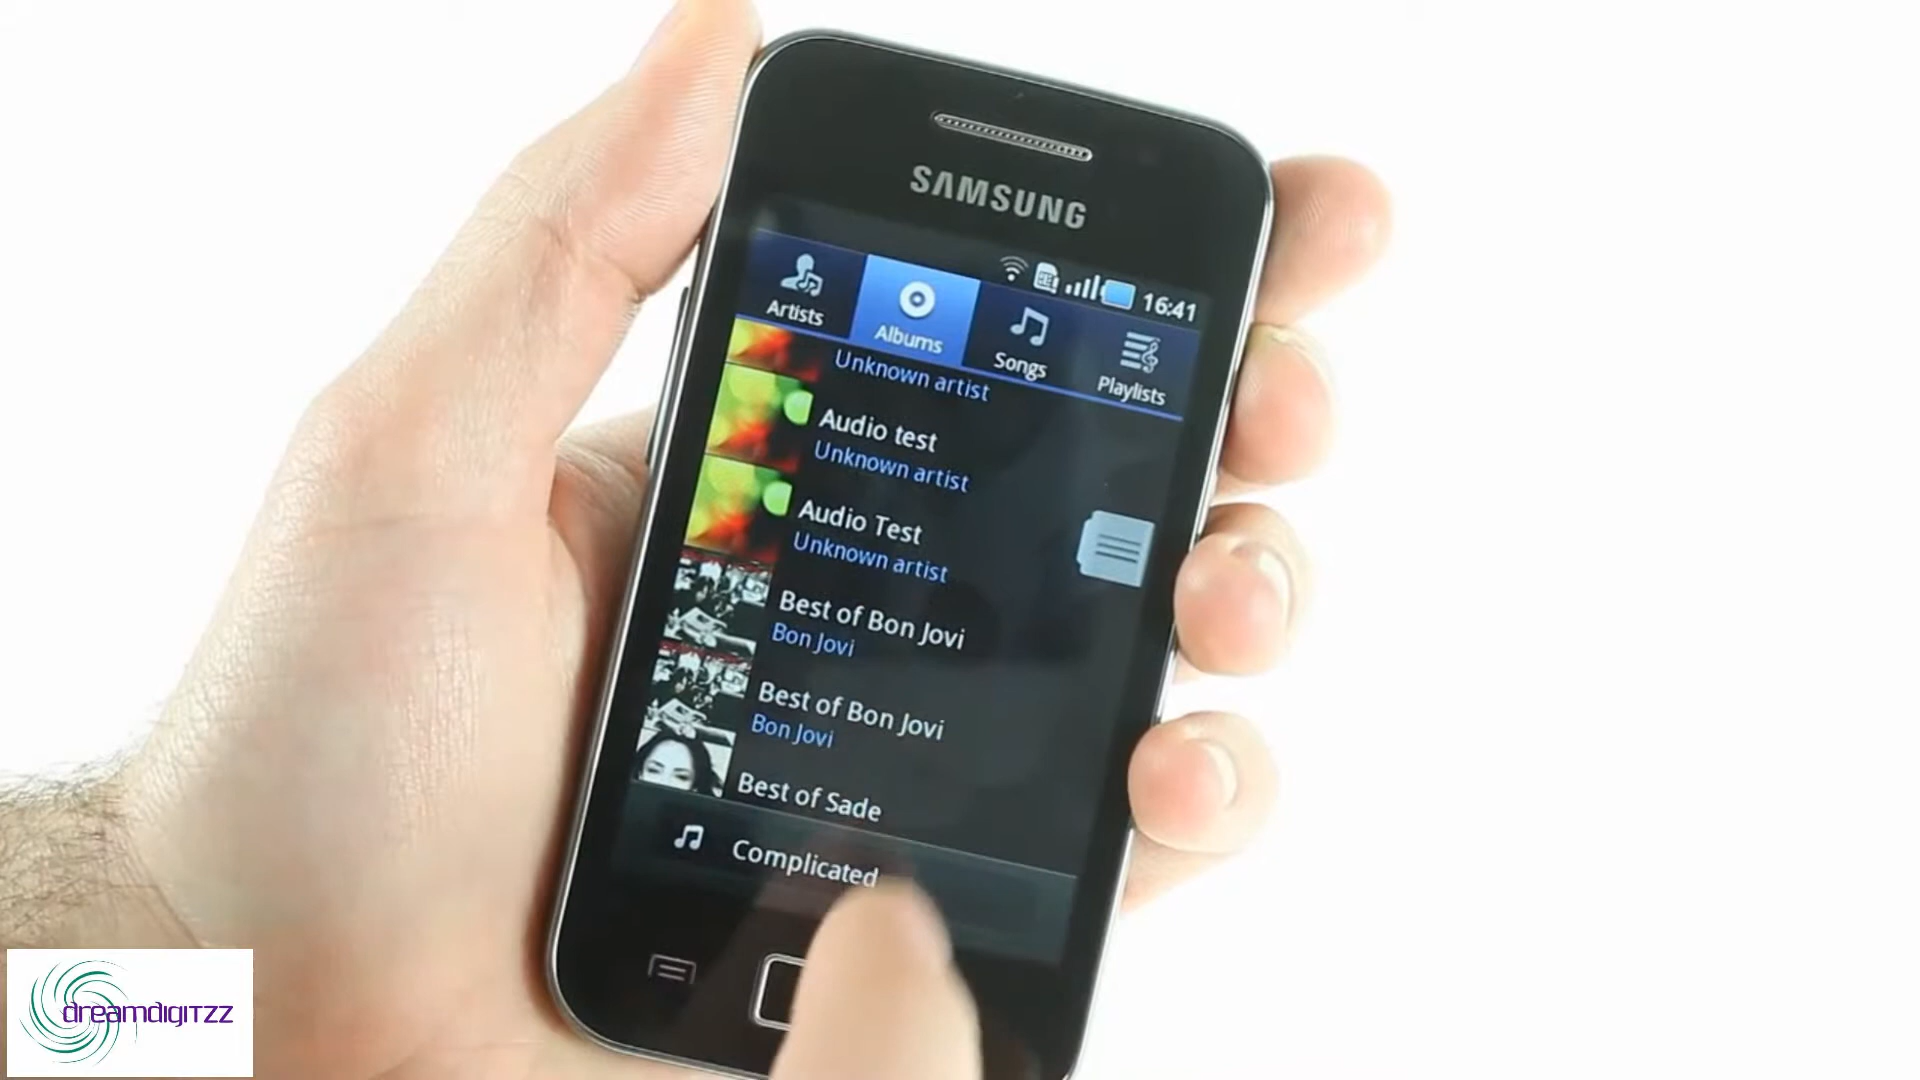 SAMSUNG
16:41
Artists
Albums
Songs
Playlists
Unknown artist
Audio test
Unknown artist
Audio Test
Unknown artist
Best of Bon Jovi
Bon Jovi
Best of Bon Jovi
Bon Jovi
Best of Sade
Complicated
dreamdigitzz